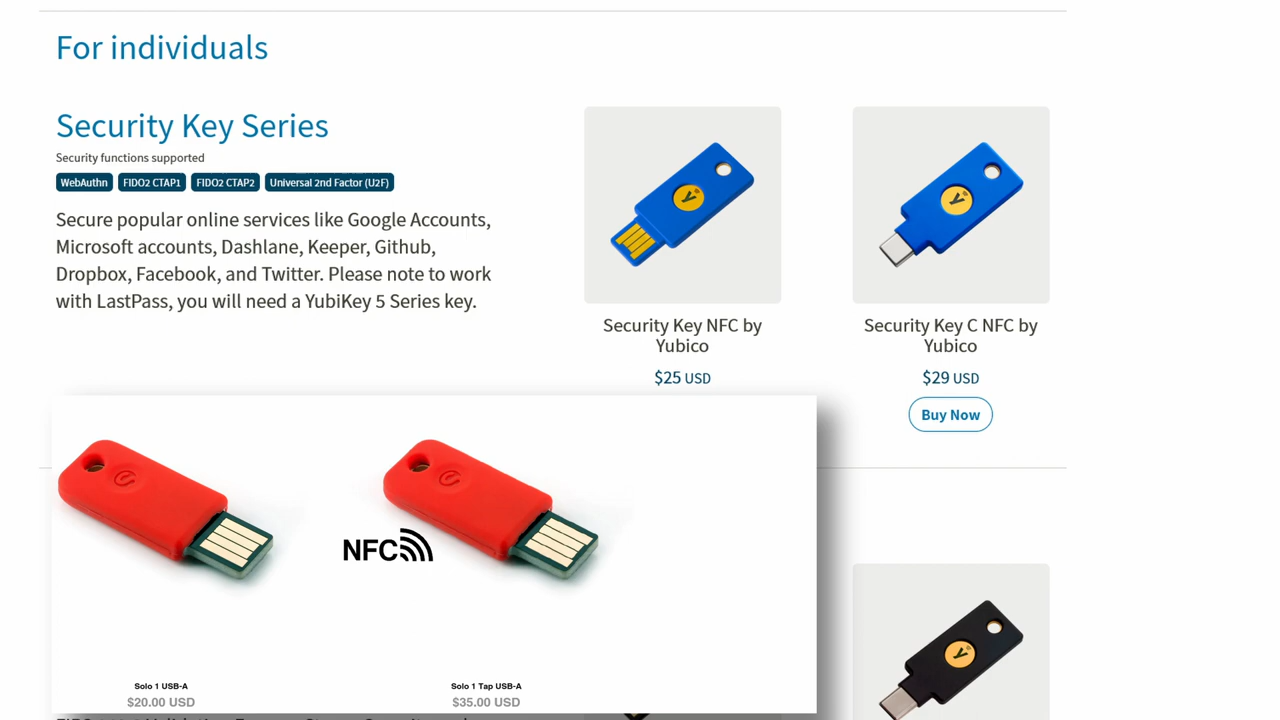 For individuals
Security Key Series
Security functions supported
WebAuthn FIDO2 CTAP1 FIDO2 CTAP2 Universal 2nd Factor (U2F)
Secure popular online services like Google Accounts,
Microsoft accounts, Dashlane, Keeper, Github,
Dropbox, Facebook, and Twitter. Please note to work
with LastPass, you will need a YubiKey 5 Series key.
y
Security Key NFC by
Yubico
$25 USD
y
Security Key C NFC by
Yubico
$29 USD
Buy Now
NFC
Solo 1 USB-A
$20.00 USD
Solo 1 Tap USB-A
$35.00 USD
y